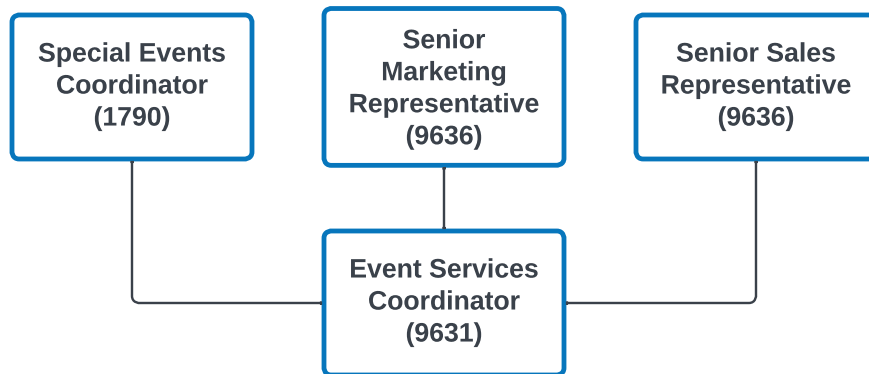 Special Events
Coordinator
(1790)
Senior
Marketing
Representative
(9636)
Senior Sales
Representative
(9636)
Event Services
Coordinator
(9631)